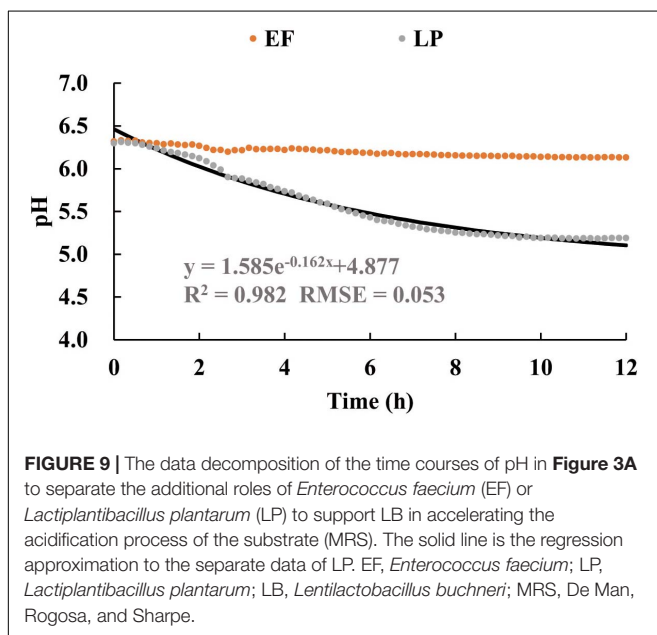 EF LP
7.0
6.5
6.0
5.5
5.0
4.5
4.0
pH
y = 1.585e^-0.162x+4.877
R² = 0.982 RMSE = 0.053
0 2 4 6 8 10 12
Time (h)
FIGURE 9 | The data decomposition of the time courses of pH in Figure 3A
to separate the additional roles of Enterococcus faecium (EF) or
Lactiplantibacillus plantarum (LP) to support LB in accelerating the
acidification process of the substrate (MRS). The solid line is the regression
approximation to the separate data of LP. EF, Enterococcus faecium; LP,
Lactiplantibacillus plantarum; LB, Lentilactobacillus buchneri; MRS, De Man,
Rogosa, and Sharpe.